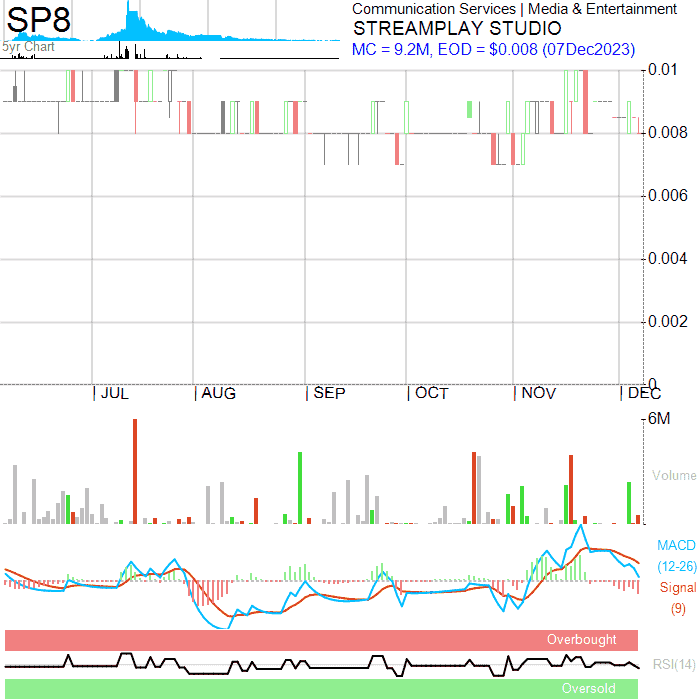 SP8
Communication Services | Media & Entertainment
STREAMPLAY STUDIO
MC = 9.2M, EOD = $0.008 (07Dec2023)
5yr Chart
0.01
0.008
0.006
0.004
0.002
0
JUL AUG SEP OCT NOV DEC
6M
Volume
MACD
(12-26)
Signal
(9)
Overbought
RSI(14)
Oversold